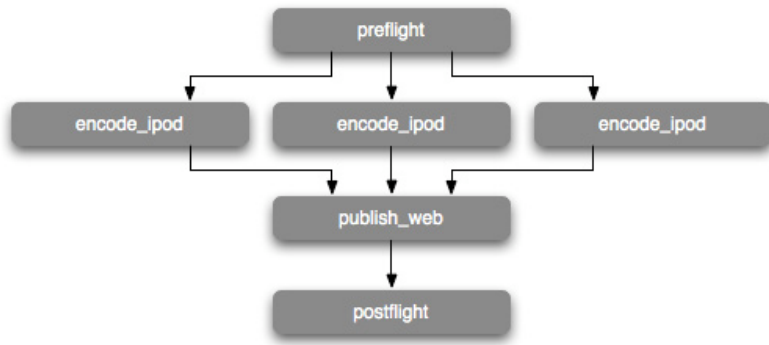 preflight
encode_ipod
encode_ipod
encode_ipod
publish_web
postflight